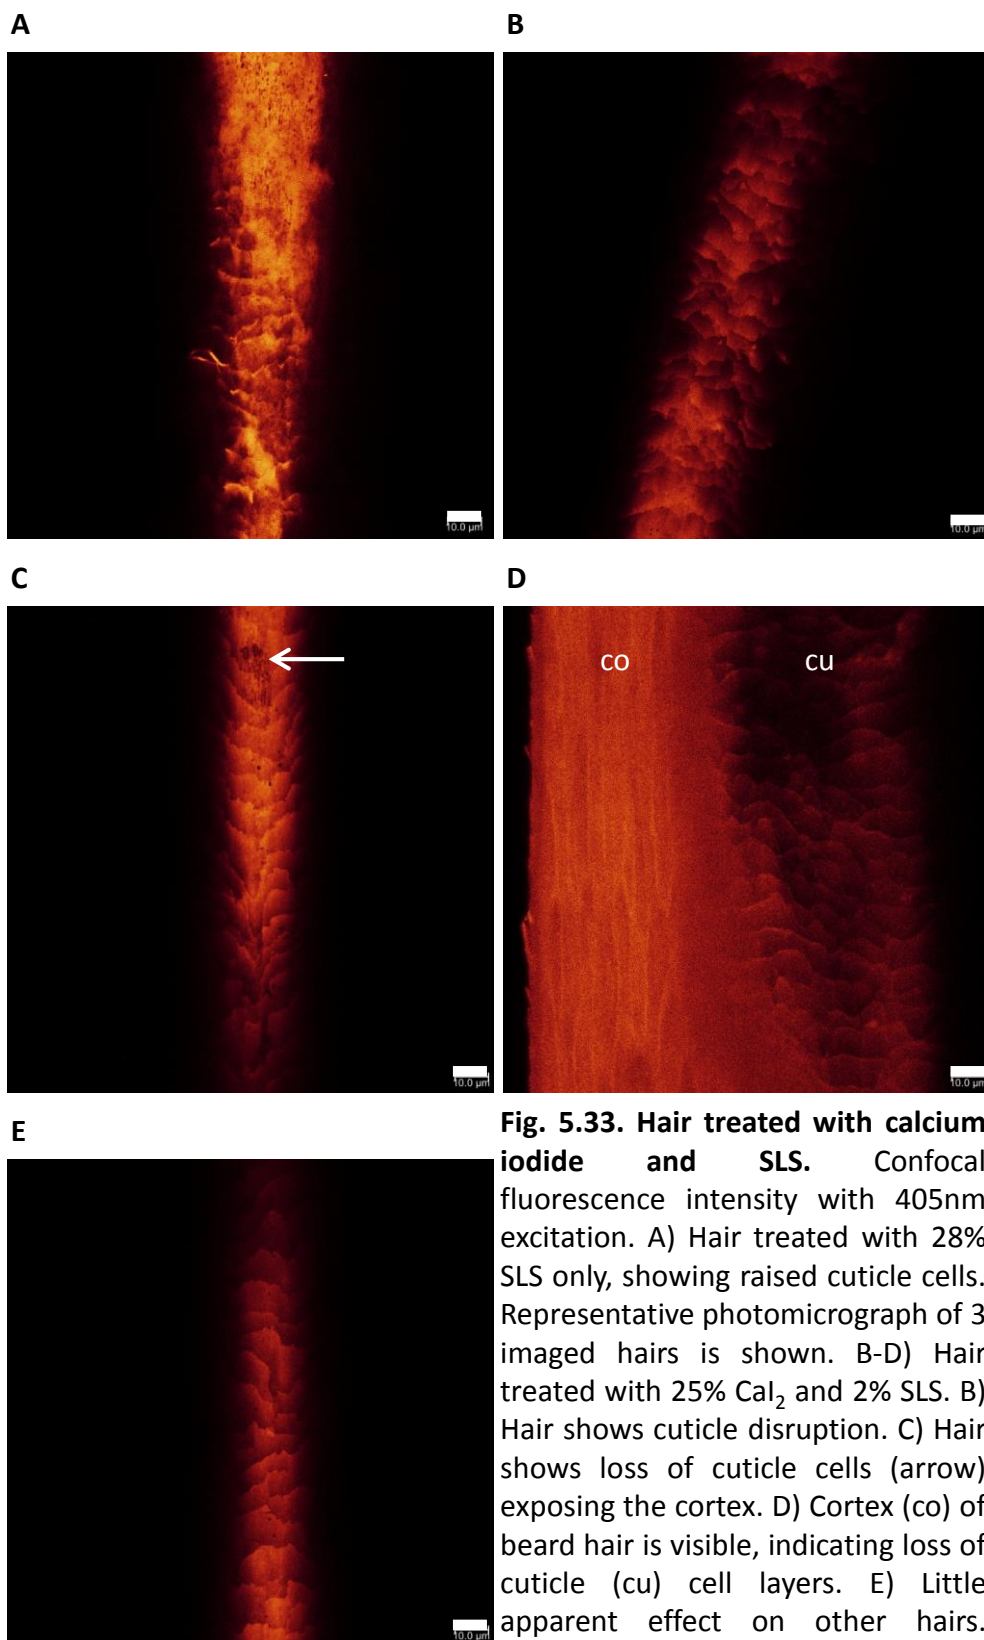 A
B
10.0 µm
10.0 µm
C
D
co
cu
10.0 µm
10.0 µm
E
10.0 µm
Fig. 5.33. Hair treated with calcium
iodide and SLS. Confocal
fluorescence intensity with 405nm
excitation. A) Hair treated with 28%
SLS only, showing raised cuticle cells.
Representative photomicrograph of 3
imaged hairs is shown. B-D) Hair
treated with 25% CaI₂ and 2% SLS. B)
Hair shows cuticle disruption. C) Hair
shows loss of cuticle cells (arrow)
exposing the cortex. D) Cortex (co) of
beard hair is visible, indicating loss of
cuticle (cu) cell layers. E) Little
apparent effect on other hairs.